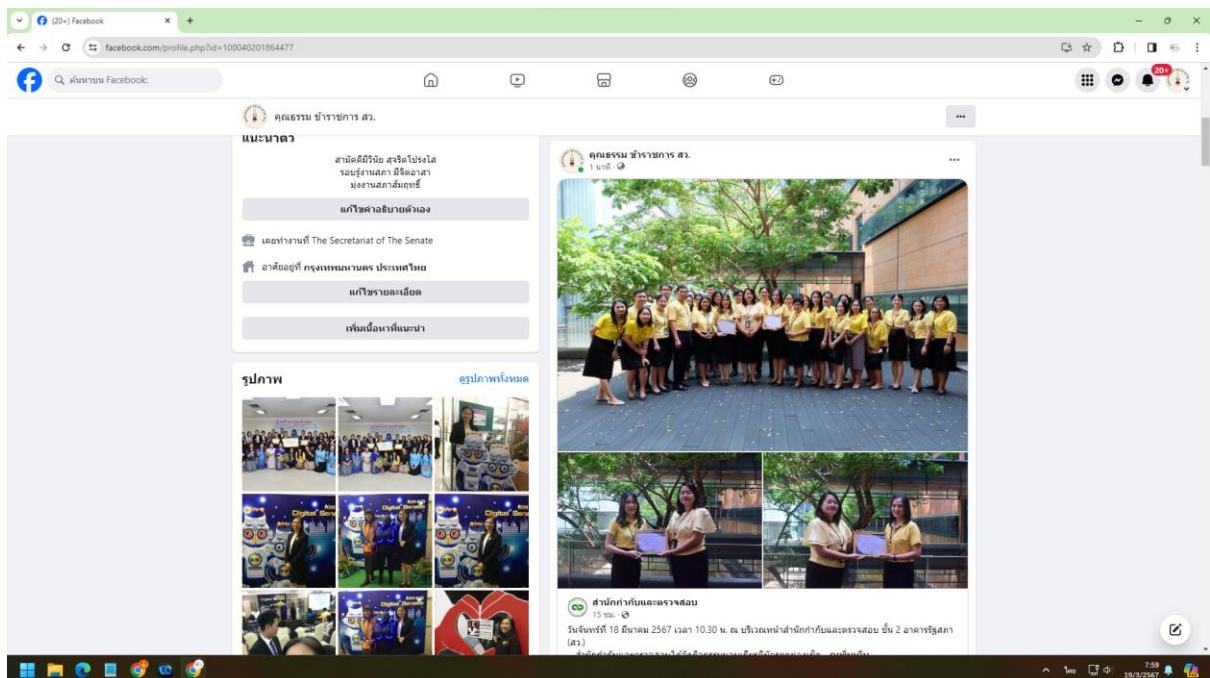 (20+) Facebook
facebook.com/profile.php?id=100040201864477
ค้นหาบน Facebook
20+
คุณธรรม ข้าราชการ สว.
แนะนำตัว
สามัคคีมีวินัย สุจริตโปร่งใส
รอบรู้งานสภา มีจิตอาสา
มุ่งงานสภาสัมฤทธิ์
แก้ไขคำอธิบายตัวเอง
เคยทำงานที่ The Secretariat of The Senate
อาศัยอยู่ที่ กรุงเทพมหานคร ประเทศไทย
แก้ไขรายละเอียด
เพิ่มเนื้อหาที่แนะนำ
รูปภาพ
ดูรูปภาพทั้งหมด
Digital Senate
Digital Sena
คุณธรรม ข้าราชการ สว.
1 นาที
สำนักกำกับและตรวจสอบ
15 ชม.
วันจันทร์ที่ 18 มีนาคม 2567 เวลา 10.30 น. ณ บริเวณหน้าสำนักกำกับและตรวจสอบ ชั้น 2 อาคารรัฐสภา
(สว.)
ไทย
7:59
19/3/2567